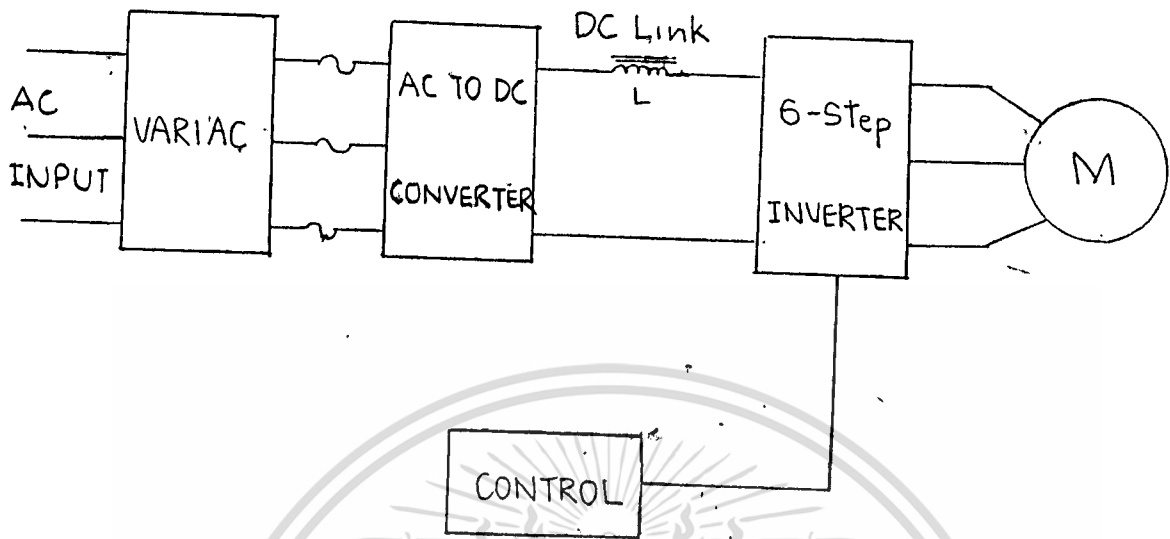 AC
INPUT
VARIAC
AC TO DC
CONVERTER
DC Link
L
6-Step
INVERTER
M
CONTROL